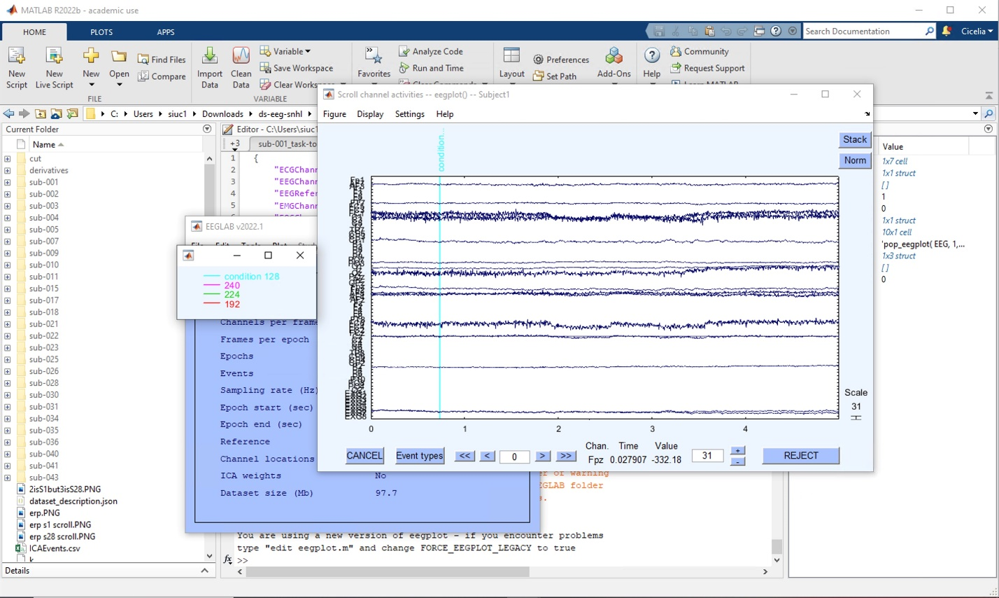 MATLAB R2022b - academic use
HOME PLOTS APPS
Search Documentation
Cicelia
New Script
New Live Script
New
Open
Find Files
Compare
Import Data
Clean Data
Variable
Save Workspace
Clear Works
Favorites
Analyze Code
Run and Time
Clear Commands
Layout
Preferences
Set Path
Add-Ons
Help
Community
Request Support
Learn MATLAB
FILE
VARIABLE
C: Users siuc1 Downloads ds-eeg-snhl
Current Folder
Name
cut
derivatives
sub-001
sub-002
sub-003
sub-004
sub-005
sub-007
sub-009
sub-010
sub-011
sub-015
sub-017
sub-018
sub-021
sub-022
sub-023
sub-025
sub-026
sub-028
sub-030
sub-031
sub-034
sub-035
sub-036
sub-040
sub-041
sub-043
2isS1but3isS28.PNG
dataset_description.json
erp.PNG
erp s1 scroll.PNG
erp s28 scroll.PNG
ICAEvents.csv
Details
Editor - C:\Users\siuc1
+3 sub-001_task-to
1 {
2 "ECGChann
3 "EEGChann
4 "EEGRefer
5 "EMGChann
EEGLAB v2022.1
File Edit Tools Plot
condition 128
240
224
192
Channels per frame
Frames per epoch
Epochs
Events
Sampling rate (Hz)
Epoch start (sec)
Epoch end (sec)
Reference
Channel locations
ICA weights No
Dataset size (Mb) 97.7
Scroll channel activities -- eegplot() -- Subject1
Figure Display Settings Help
condition...
Stack
Norm
Fp1
Scale
31
0 1 2 3 4
CANCEL
Event types
<< < 0 > >>
Chan. Time Value
Fpz 0.027907 -332.18
31
+
-
REJECT
r of warning
EGLAB folder
s.
You are using a new version of eegplot - if you encounter problems
type "edit eegplot.m" and change FORCE_EEGPLOT_LEGACY to true
fx >>
Value
1x7 cell
1x1 struct
[ ]
1
0
1x1 struct
10x1 cell
'pop_eegplot( EEG, 1,...
1x3 struct
[ ]
0